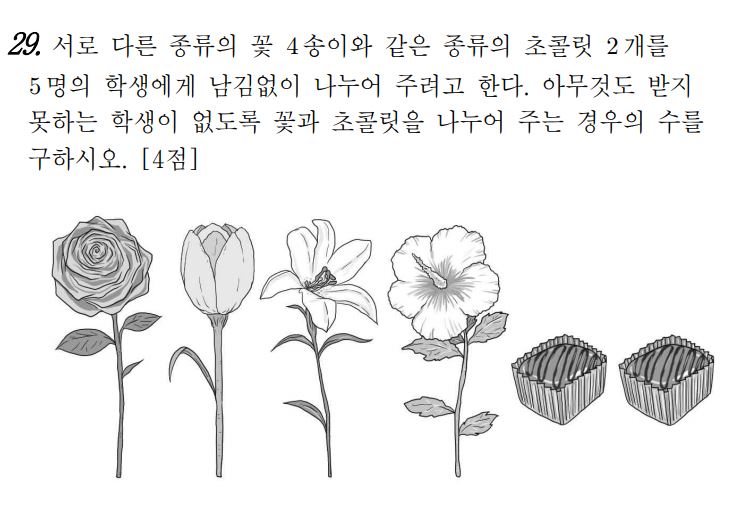 29. 서로 다른 종류의 꽃 4송이와 같은 종류의 초콜릿 2개를
5명의 학생에게 남김없이 나누어 주려고 한다. 아무것도 받지
못하는 학생이 없도록 꽃과 초콜릿을 나누어 주는 경우의 수를
구하시오. [4점]